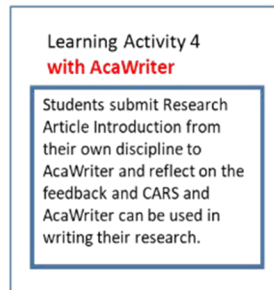 Learning Activity 4
with AcaWriter
Students submit Research
Article Introduction from
their own discipline to
AcaWriter and reflect on the
feedback and CARS and
AcaWriter can be used in
writing their research.